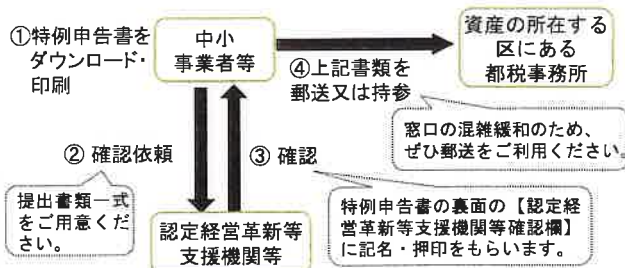 ①特例申告書を
ダウンロード・
印刷
中小
事業者等
④上記書類を
郵送又は持参
資産の所在する
区にある
都税事務所
窓口の混雑緩和のため、
ぜひ郵送をご利用ください。
② 確認依頼
③ 確認
提出書類一式
をご用意くだ
さい。
認定経営革新等
支援機関等
特例申告書の裏面の【認定経
営革新等支援機関等確認欄】
に記名・押印をもらいます。